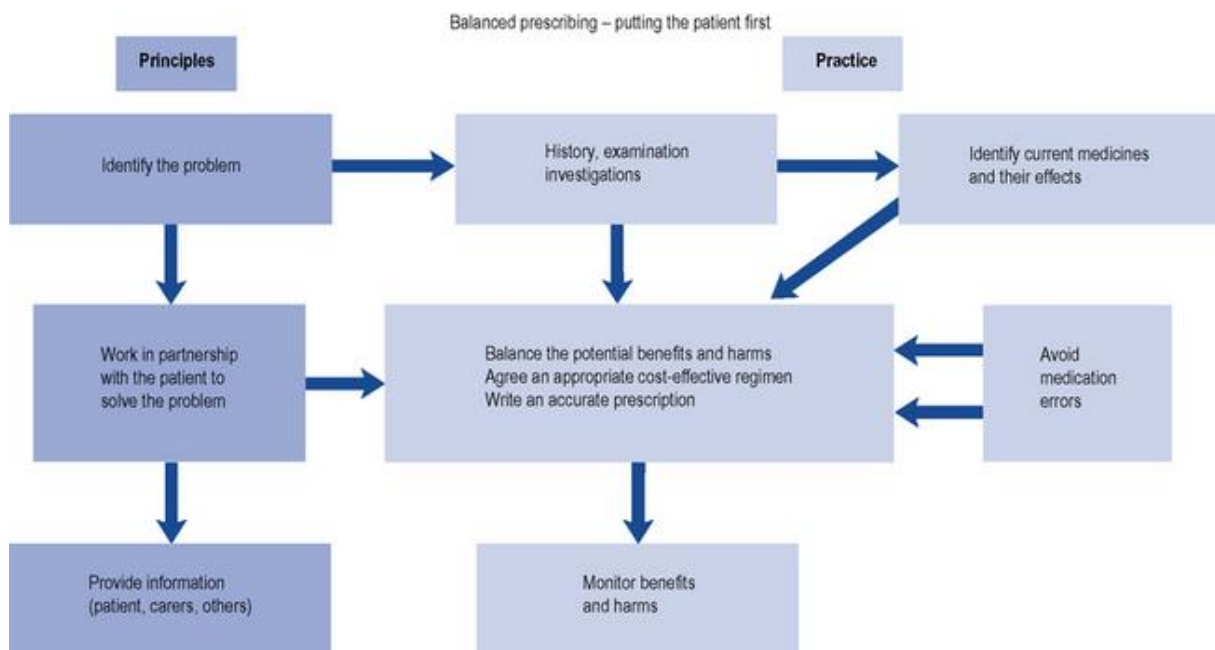 Balanced prescribing – putting the patient first
Principles
Practice
Identify the problem
History, examination
investigations
Identify current medicines
and their effects
Work in partnership
with the patient to
solve the problem
Balance the potential benefits and harms
Agree an appropriate cost-effective regimen
Write an accurate prescription
Avoid
medication
errors
Provide information
(patient, carers, others)
Monitor benefits
and harms